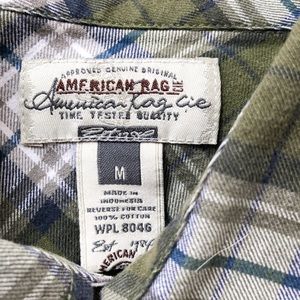 APPROVED GENUINE ORIGINAL
AMERICAN RAG CIE
American Rag Cie
TIME TESTED QUALITY
M
MADE IN
INDONESIA
REVERSE FOR CARE
100% COTTON
WPL 8046
Est 1984
AMERICAN